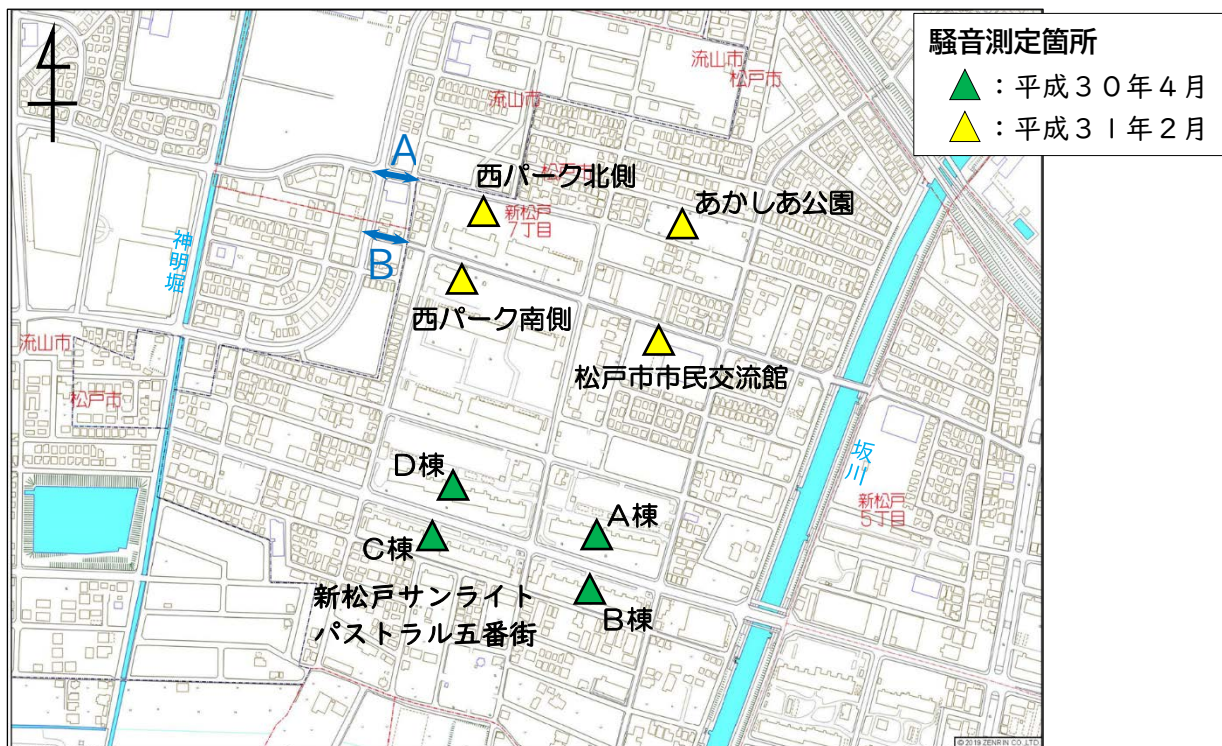 騒音測定箇所
：平成３０年４月
：平成３１年２月
流山市
松戸市
流山市
A
松戸市
西パーク北側
新松戸
7丁目
あかしあ公園
B
神明堀
西パーク南側
流山市
松戸市市民交流館
松戸市
坂川
新松戸
5丁目
D棟
A棟
C棟
新松戸サンライト
パストラル五番街
B棟
© 2019 ZENRIN CO.,LTD.